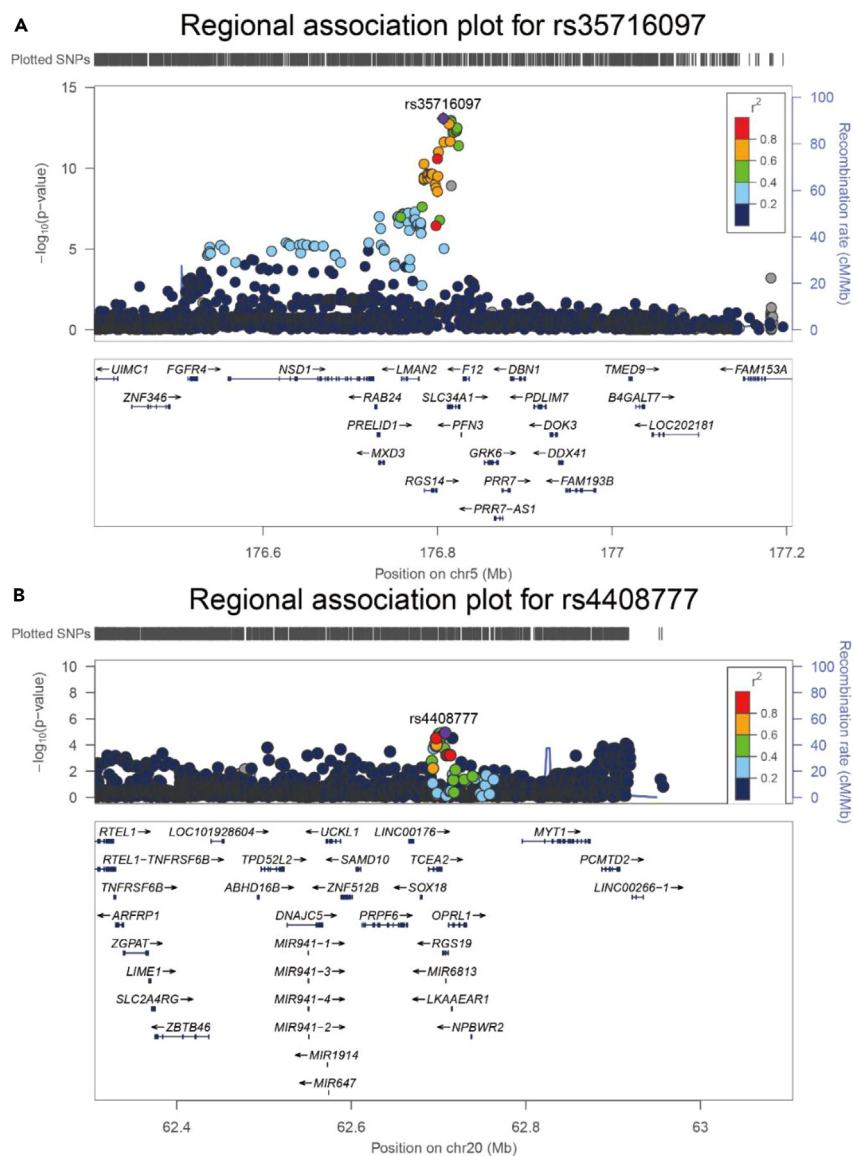 A
Regional association plot for rs35716097
Plotted SNPs
15
10
5
0
−log10(p−value)
rs35716097
r2
0.8
0.6
0.4
0.2
100
80
60
40
20
0
Recombination rate (cM/Mb)
←UIMC1 FGFR4→ NSD1→ ←LMAN2 ←F12 ←DBN1 TMED9→ ←FAM153A
ZNF346→ ←RAB24 SLC34A1→ ←PDLIM7 B4GALT7→
PRELID1→ ←PFN3 ←DOK3 ←LOC202181
←MXD3 GRK6→ ←DDX41
RGS14→ PRR7→ ←FAM193B
←PRR7−AS1
176.6 176.8 177 177.2
Position on chr5 (Mb)
B
Regional association plot for rs4408777
Plotted SNPs
10
8
6
4
2
0
−log10(p−value)
rs4408777
r2
0.8
0.6
0.4
0.2
100
80
60
40
20
0
Recombination rate (cM/Mb)
RTEL1→ LOC101928604→ ←UCKL1 LINC00176→ MYT1→
RTEL1−TNFRSF6B→ TPD52L2→ ←SAMD10 TCEA2→ PCMTD2→
TNFRSF6B→ ABHD16B→ ←ZNF512B ←SOX18 LINC00266−1→
←ARFRP1 DNAJC5→ PRPF6→ OPRL1→
ZGPAT→ MIR941−1→ ←RGS19
LIME1→ MIR941−3→ ←MIR6813
SLC2A4RG→ MIR941−4→ ←LKAAEAR1
←ZBTB46 MIR941−2→ ←NPBWR2
←MIR1914
←MIR647
62.4 62.6 62.8 63
Position on chr20 (Mb)